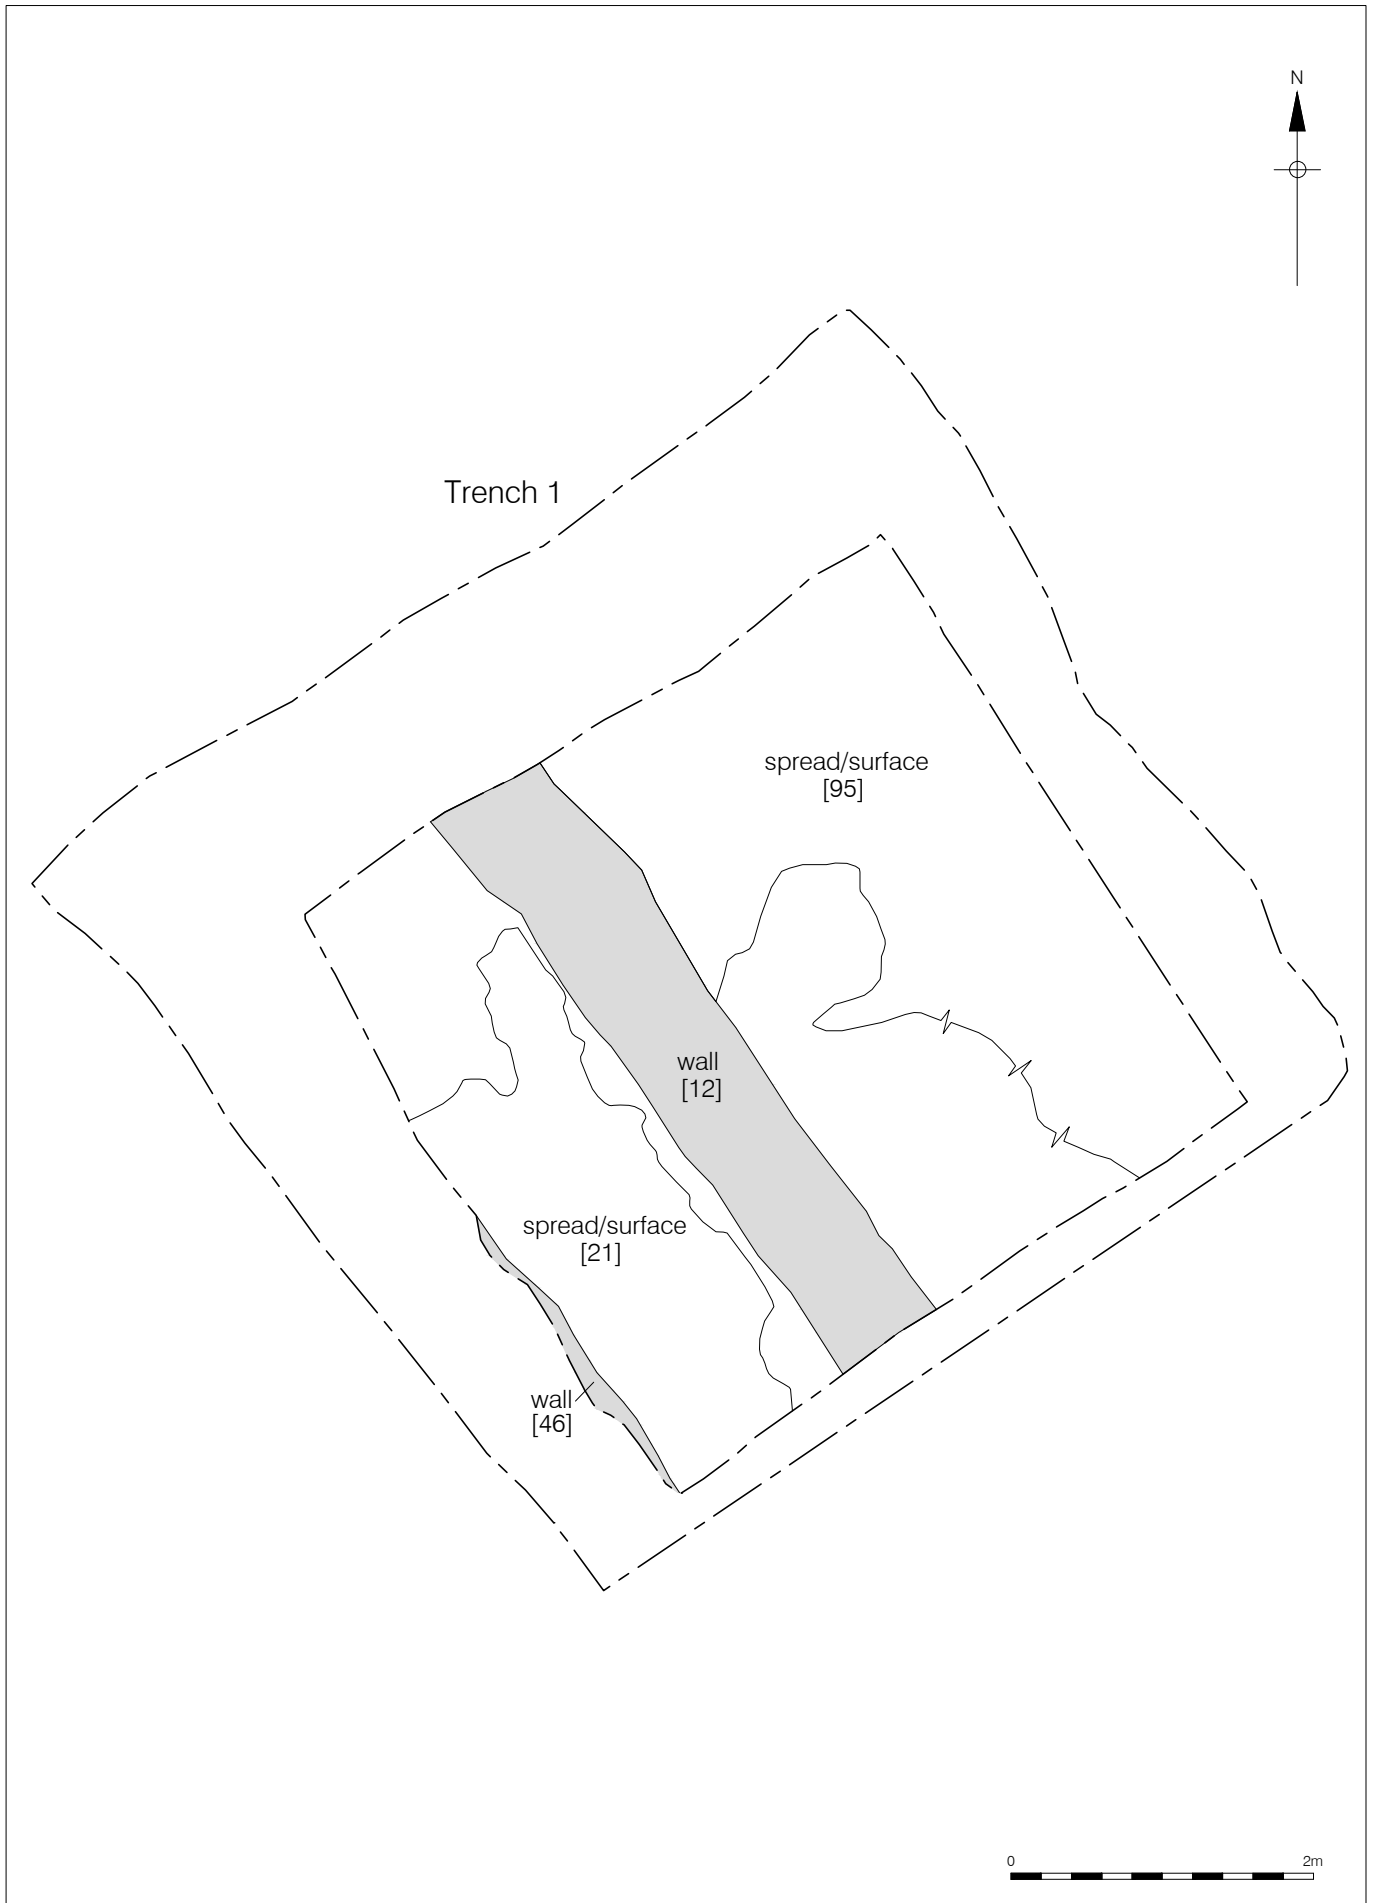 N
Trench 1
spread/surface
[95]
wall
[12]
spread/surface
[21]
wall
[46]
0 2m